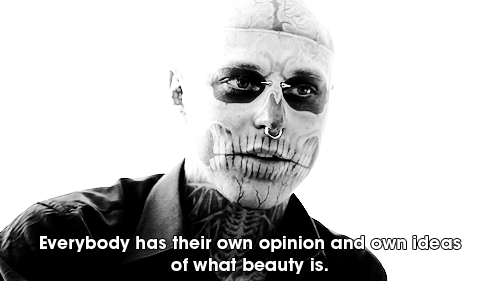 Everybody has their own opinion and own ideas
of what beauty is.